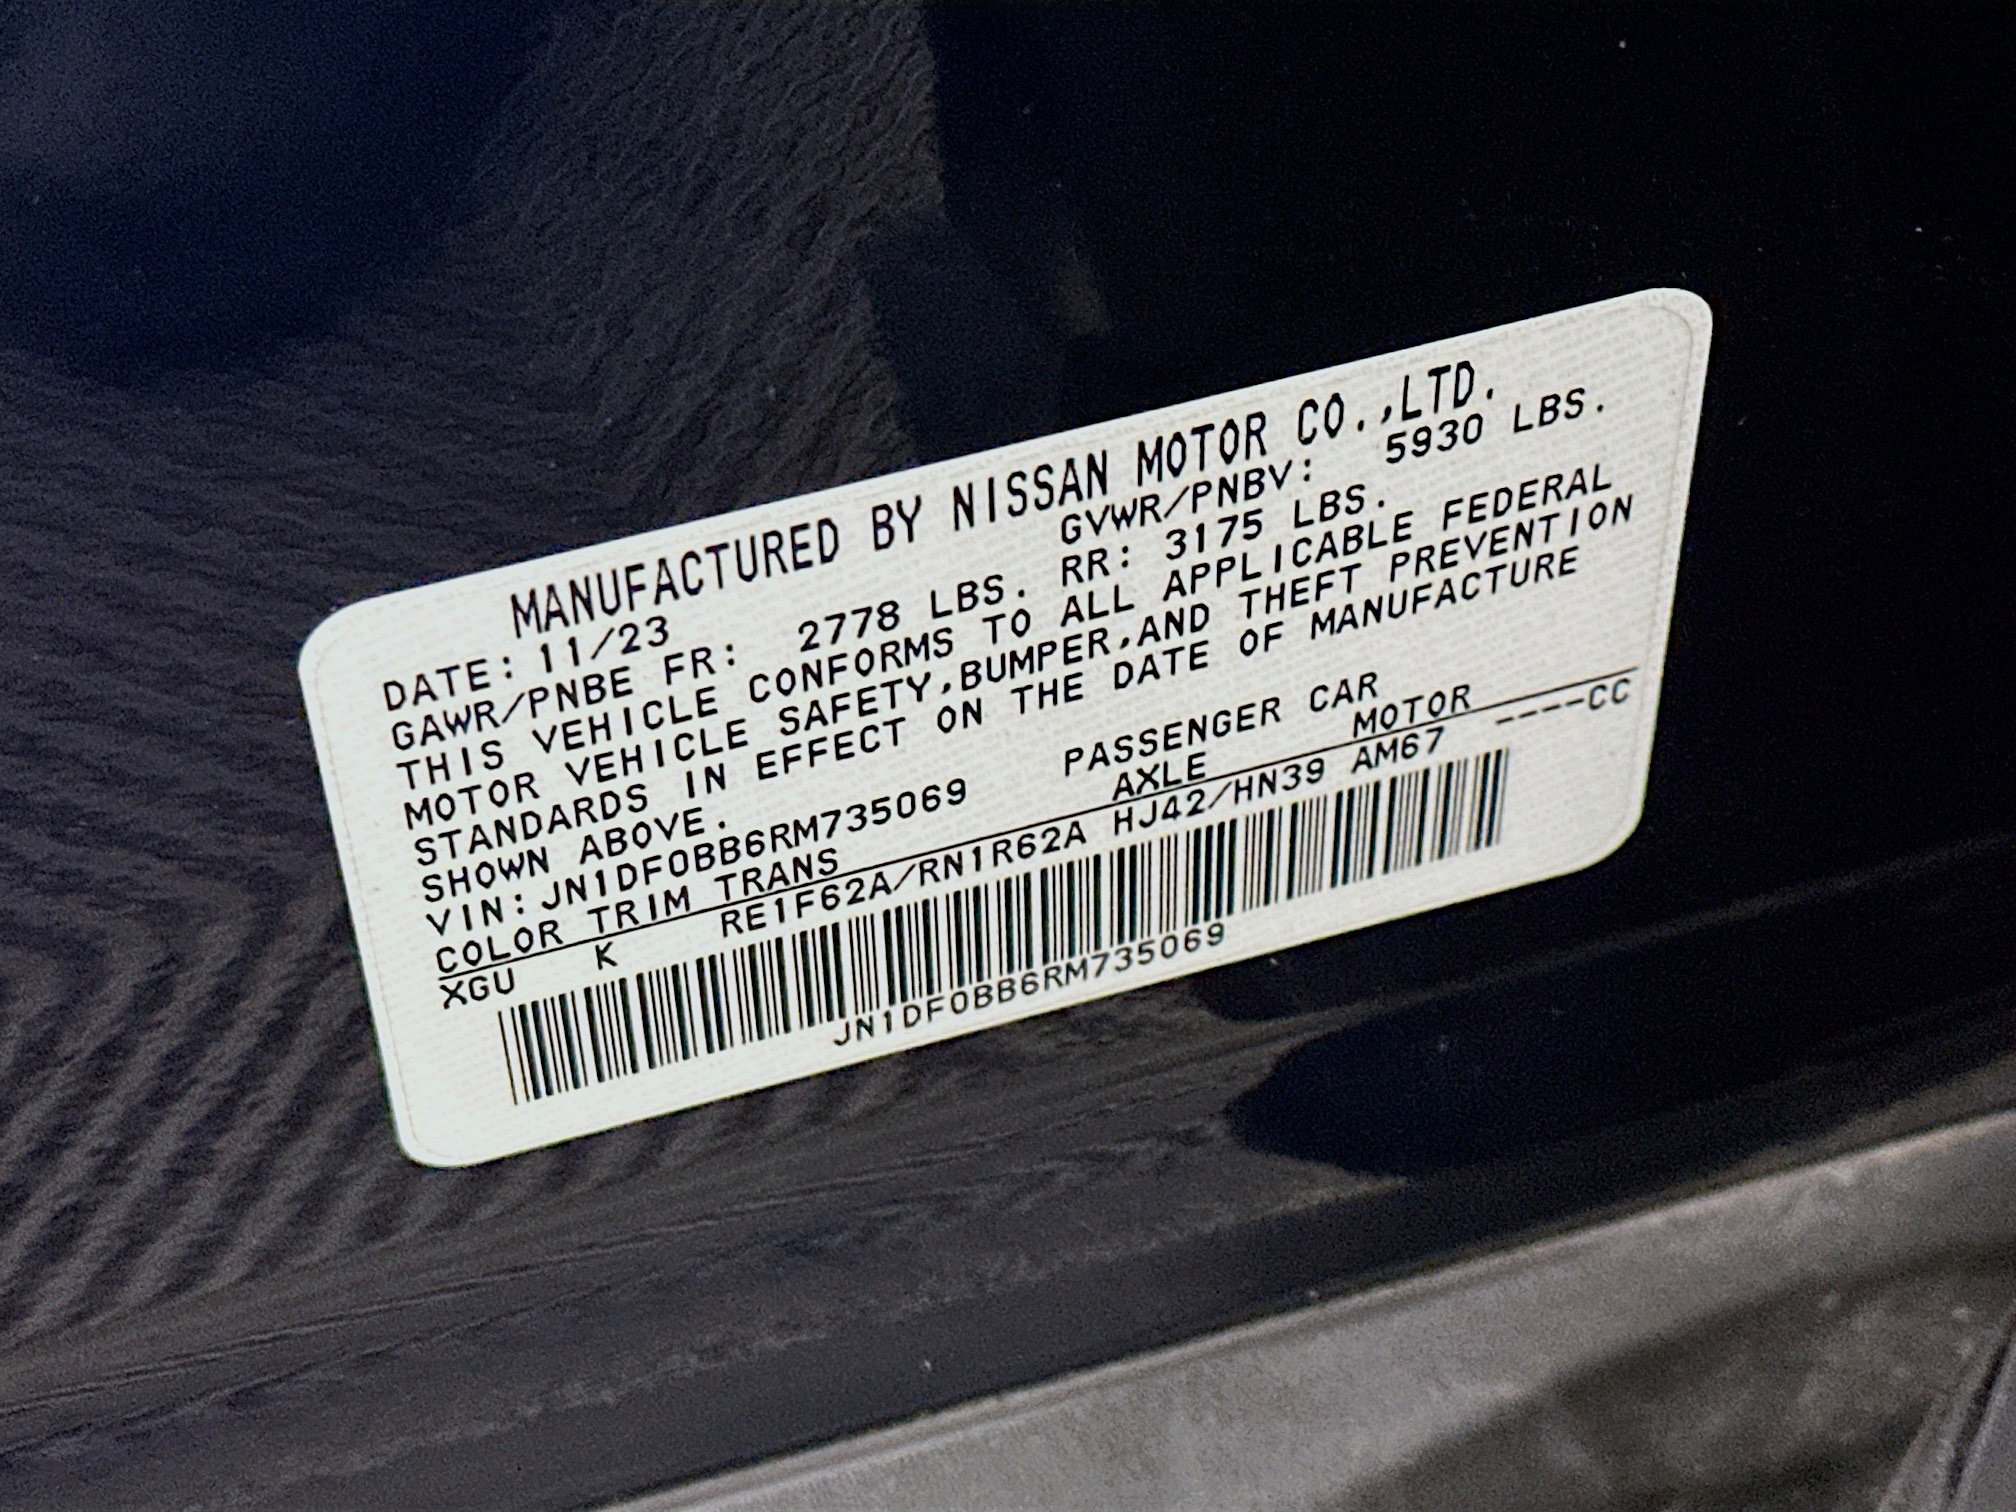 MANUFACTURED BY NISSAN MOTOR CO.,LTD.
DATE: 11/23 GVWR/PNBV: 5930 LBS.
GAWR/PNBE FR: 2778 LBS. RR: 3175 LBS.
THIS VEHICLE CONFORMS TO ALL APPLICABLE FEDERAL
MOTOR VEHICLE SAFETY,BUMPER,AND THEFT PREVENTION
STANDARDS IN EFFECT ON THE DATE OF MANUFACTURE
SHOWN ABOVE.
VIN: JN1DF0BB6RM735069 PASSENGER CAR
COLOR TRIM TRANS AXLE MOTOR
XGU K RE1F62A/RN1R62A HJ42/HN39 AM67 ----CC
JN1DF0BB6RM735069